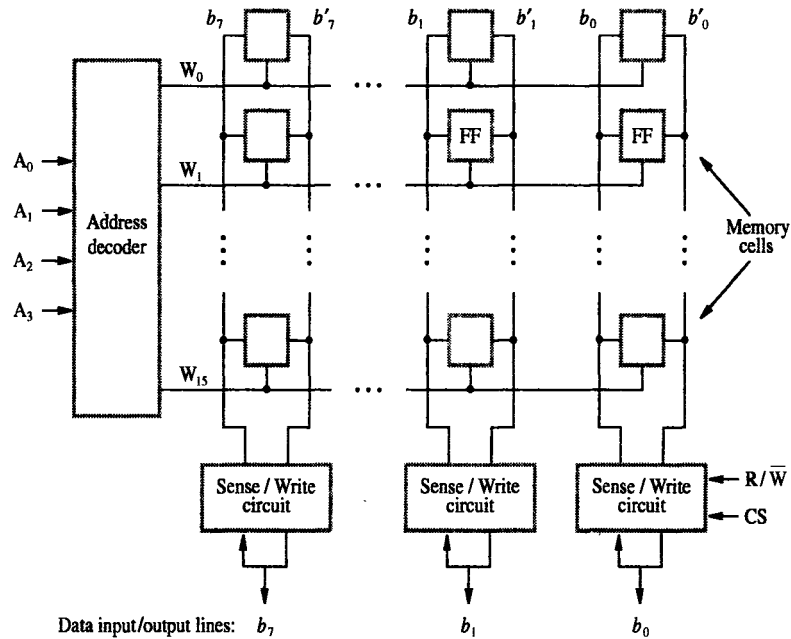 b₇ b′₇ b₁ b′₁ b₀ b′₀
W₀
• • •
FF FF
A₀
W₁
• • •
A₁
Address
decoder
Memory
cells
A₂
A₃
W₁₅
• • •
Sense / Write
circuit
Sense / Write
circuit
Sense / Write
circuit
R / W̅
CS
Data input/output lines: b₇ b₁ b₀